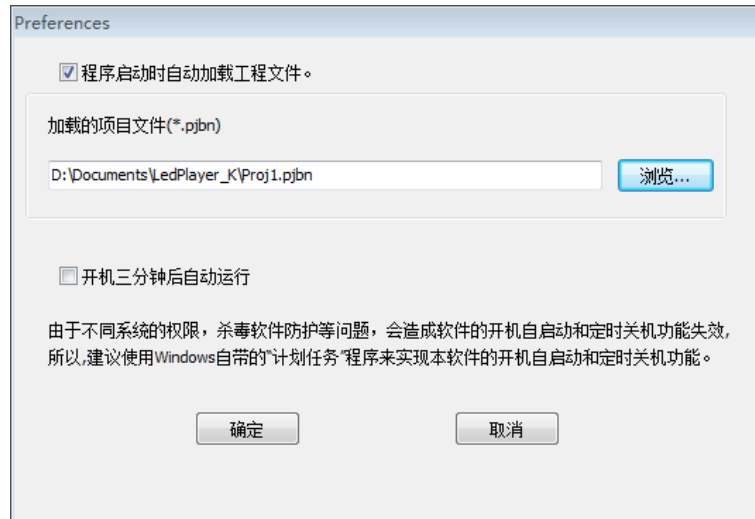 Preferences
程序启动时自动加载工程文件。
加载的项目文件(*.pjbn)
D:\Documents\LedPlayer_K\Proj1.pjbn
浏览...
开机三分钟后自动运行
由于不同系统的权限，杀毒软件防护等问题，会造成软件的开机自启动和定时关机功能失效,
所以,建议使用Windows自带的“计划任务”程序来实现本软件的开机自启动和定时关机功能。
确定
取消